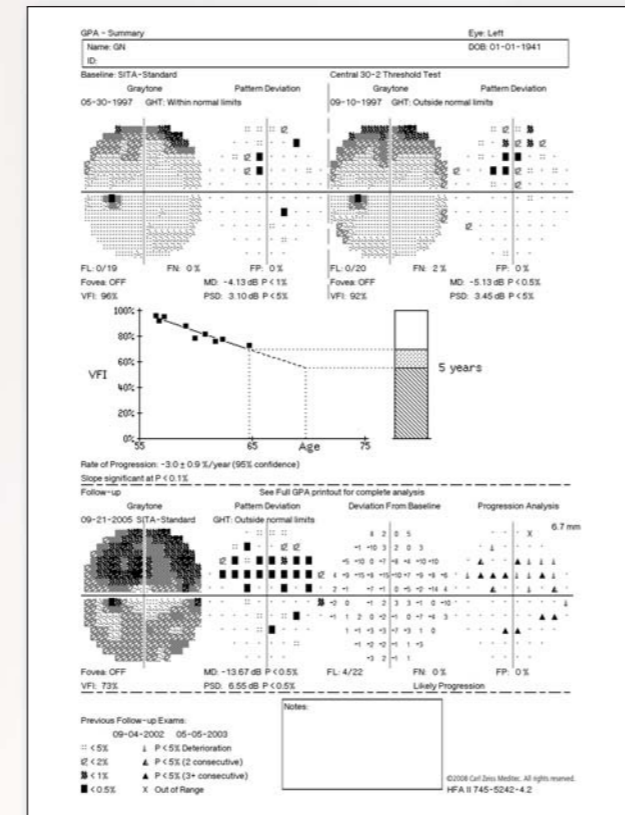 GPA - Summary Eye: Left
Name: GN DOB: 01-01-1941
ID:
Baseline: SITA-Standard Central 30-2 Threshold Test
Graytone Pattern Deviation Graytone Pattern Deviation
05-30-1997 GHT: Within normal limits 09-10-1997 GHT: Outside normal limits
FL: 0/19 FN: 0% FP: 0% FL: 0/20 FN: 2% FP: 0%
Fovea: OFF MD: -4.13 dB P < 1% Fovea: OFF MD: -5.13 dB P < 0.5%
VFI: 96% PSD: 3.10 dB P < 5% VFI: 92% PSD: 3.45 dB P < 5%
100%
80%
60%
VFI
40%
20%
0%
5 years
55 65 Age 75
Rate of Progression: -3.0 ± 0.9 %/year (95% confidence)
Slope significant at P < 0.1%
Follow-up See Full GPA printout for complete analysis
Graytone Pattern Deviation Deviation From Baseline Progression Analysis
09-21-2005 SITA-Standard GHT: Outside normal limits
6.7 mm
X
Fovea: OFF MD: -13.67 dB P < 0.5% FL: 4/22 FN: 0% FP: 0%
VFI: 73% PSD: 6.55 dB P < 0.5% Likely Progression
Notes:
Previous Follow-up Exams:
09-04-2002 05-05-2003
< 5% P < 5% Deterioration
< 2% P < 5% (2 consecutive)
< 1% P < 5% (3+ consecutive)
< 0.5% X Out of Range
©2008 Carl Zeiss Meditec. All rights reserved.
HFA II 745-5242-4.2